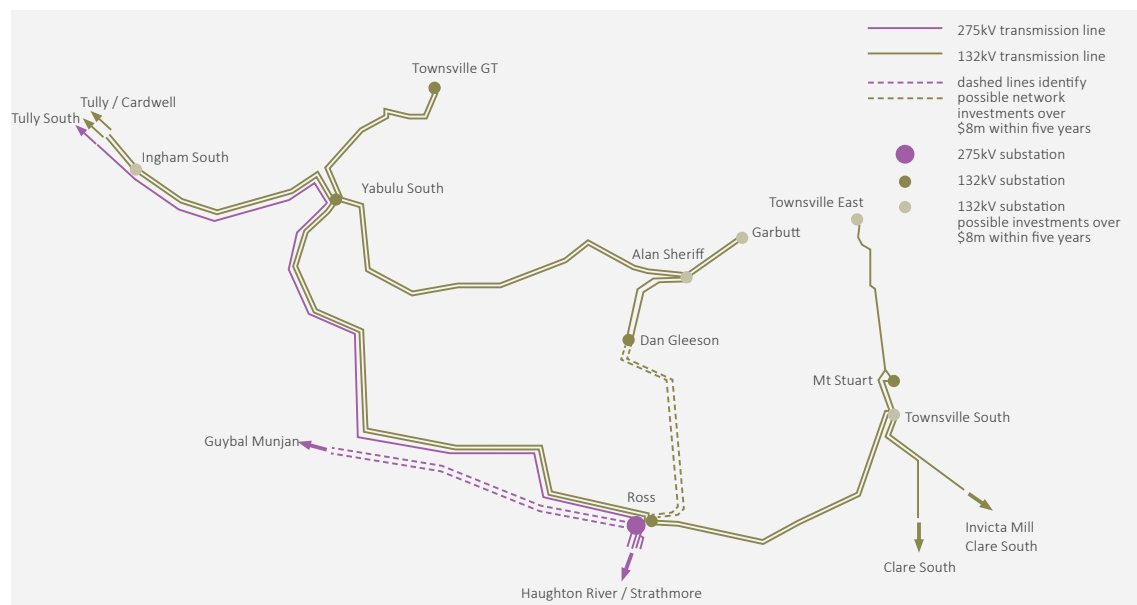 275kV transmission line
132kV transmission line
dashed lines identify
possible network
investments over
$8m within five years
275kV substation
132kV substation
132kV substation
possible investments over
$8m within five years
Townsville GT
Tully / Cardwell
Tully South
Ingham South
Yabulu South
Townsville East
Garbutt
Alan Sheriff
Dan Gleeson
Mt Stuart
Townsville South
Guybal Munjan
Ross
Invicta Mill
Clare South
Clare South
Haughton River / Strathmore